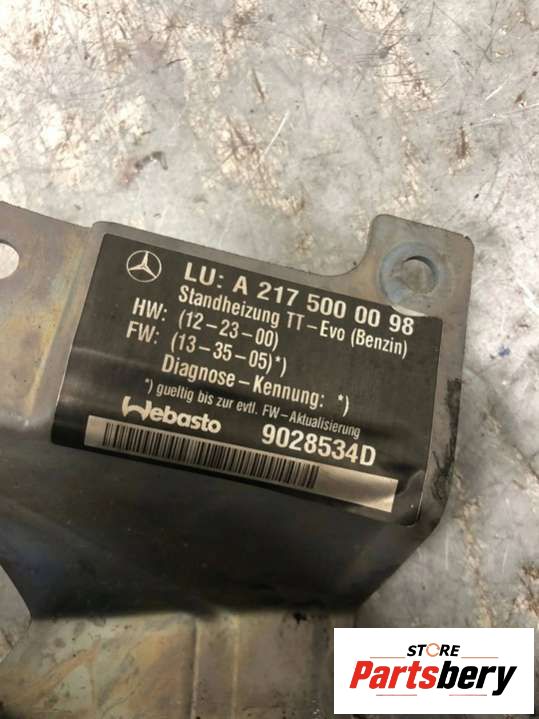 LU: A 217 500 00 98
Standheizung TT-Evo (Benzin)
HW: (12-23-00)
FW: (13-35-05)*)
Diagnose-Kennung: *)
*) gueltig bis zur evtl. FW-Aktualisierung
Webasto
9028534D
STORE
Partsbery